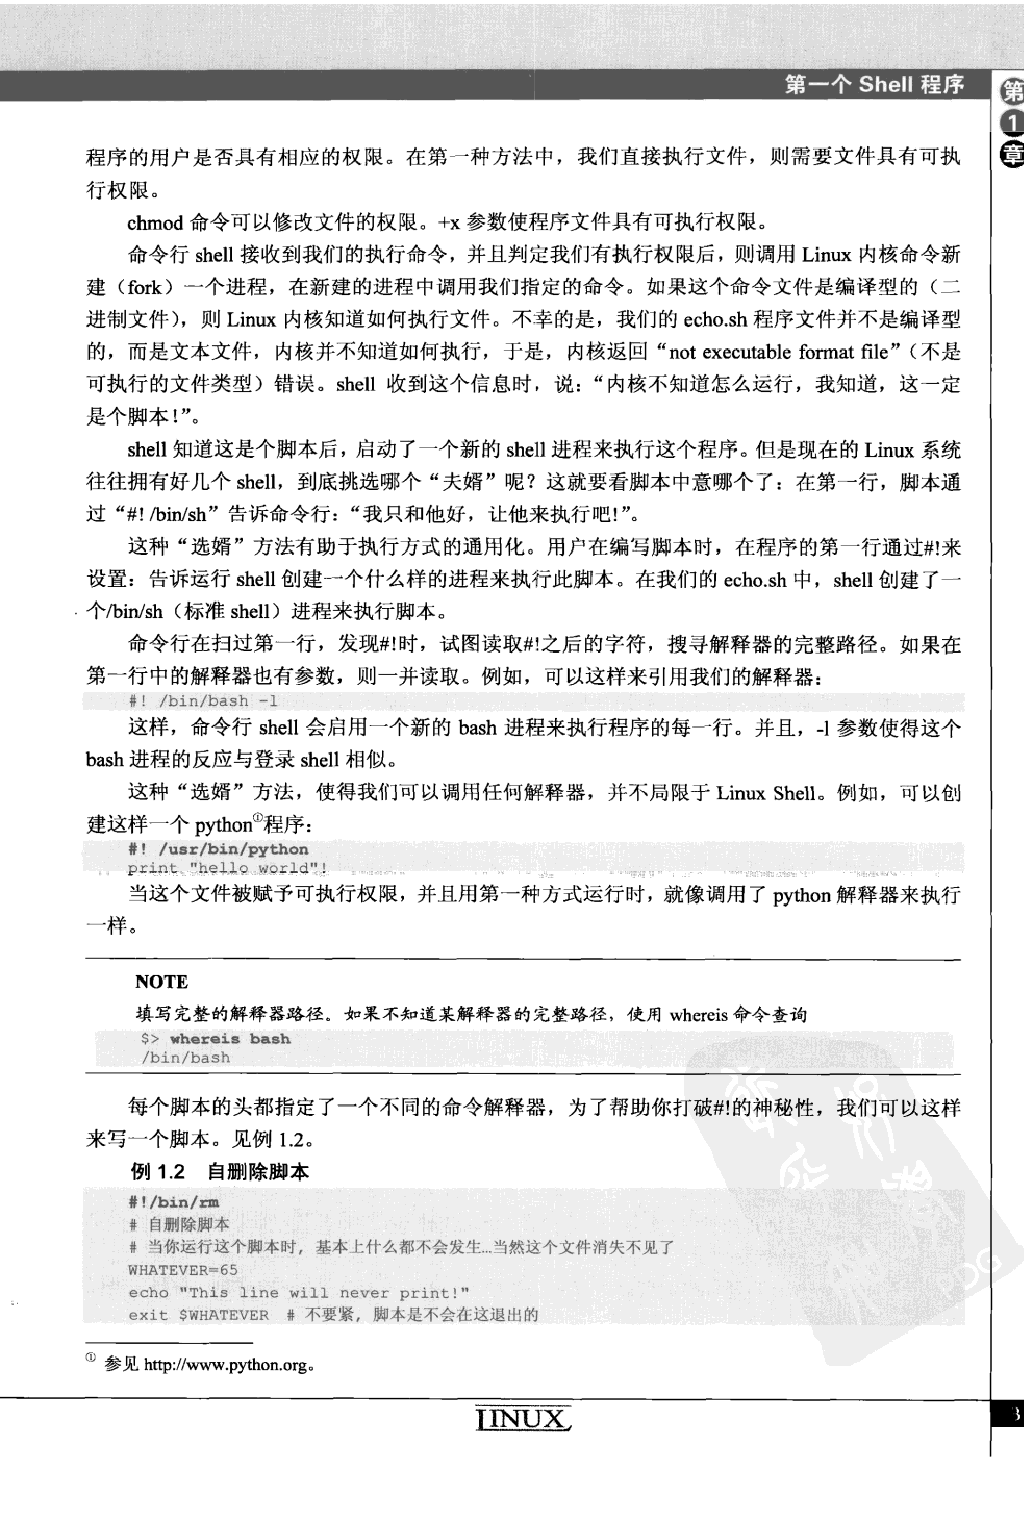 第一个 Shell 程序
第
1
章
程序的用户是否具有相应的权限。在第一种方法中，我们直接执行文件，则需要文件具有可执
行权限。
chmod 命令可以修改文件的权限。+x 参数使程序文件具有可执行权限。
命令行 shell 接收到我们的执行命令，并且判定我们有执行权限后，则调用 Linux 内核命令新
建（fork）一个进程，在新建的进程中调用我们指定的命令。如果这个命令文件是编译型的（二
进制文件），则 Linux 内核知道如何执行文件。不幸的是，我们的 echo.sh 程序文件并不是编译型
的，而是文本文件，内核并不知道如何执行，于是，内核返回“not executable format file”（不是
可执行的文件类型）错误。shell 收到这个信息时，说：“内核不知道怎么运行，我知道，这一定
是个脚本！”。
shell 知道这是个脚本后，启动了一个新的 shell 进程来执行这个程序。但是现在的 Linux 系统
往往拥有好几个 shell，到底挑选哪个“夫婿”呢？这就要看脚本中意哪个了：在第一行，脚本通
过“#! /bin/sh”告诉命令行：“我只和他好，让他来执行吧!”。
这种“选婿”方法有助于执行方式的通用化。用户在编写脚本时，在程序的第一行通过#!来
设置：告诉运行 shell 创建一个什么样的进程来执行此脚本。在我们的 echo.sh 中，shell 创建了一
个/bin/sh（标准 shell）进程来执行脚本。
命令行在扫过第一行，发现#!时，试图读取#!之后的字符，搜寻解释器的完整路径。如果在
第一行中的解释器也有参数，则一并读取。例如，可以这样来引用我们的解释器：
#! /bin/bash -l
这样，命令行 shell 会启用一个新的 bash 进程来执行程序的每一行。并且，-l 参数使得这个
bash 进程的反应与登录 shell 相似。
这种“选婿”方法，使得我们可以调用任何解释器，并不局限于 Linux Shell。例如，可以创
建这样一个 python①程序：
#! /usr/bin/python
print "hello world"!
当这个文件被赋予可执行权限，并且用第一种方式运行时，就像调用了 python 解释器来执行
一样。
NOTE
填写完整的解释器路径。如果不知道某解释器的完整路径，使用 whereis 命令查询
$> whereis bash
/bin/bash
每个脚本的头都指定了一个不同的命令解释器，为了帮助你打破#!的神秘性，我们可以这样
来写一个脚本。见例 1.2。
例 1.2 自删除脚本
#!/bin/rm
# 自删除脚本
# 当你运行这个脚本时，基本上什么都不会发生…当然这个文件消失不见了
WHATEVER=65
echo "This line will never print!"
exit $WHATEVER # 不要紧，脚本是不会在这退出的
① 参见 http://www.python.org。
LINUX
3